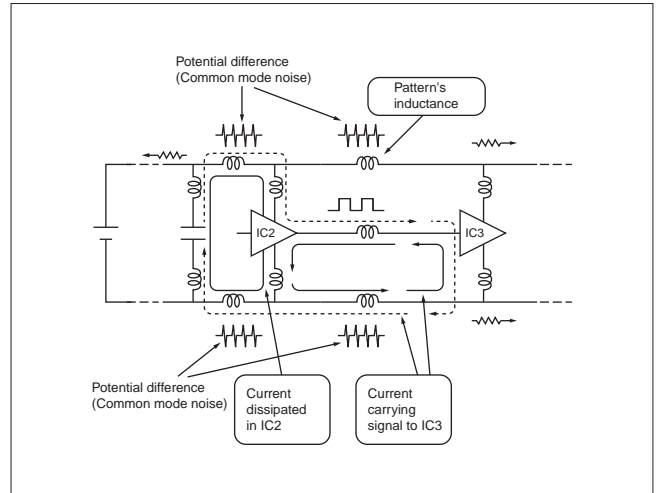 Potential difference
(Common mode noise)
Pattern's
inductance
IC2
IC3
Potential difference
(Common mode noise)
Current
dissipated
in IC2
Current
carrying
signal to IC3